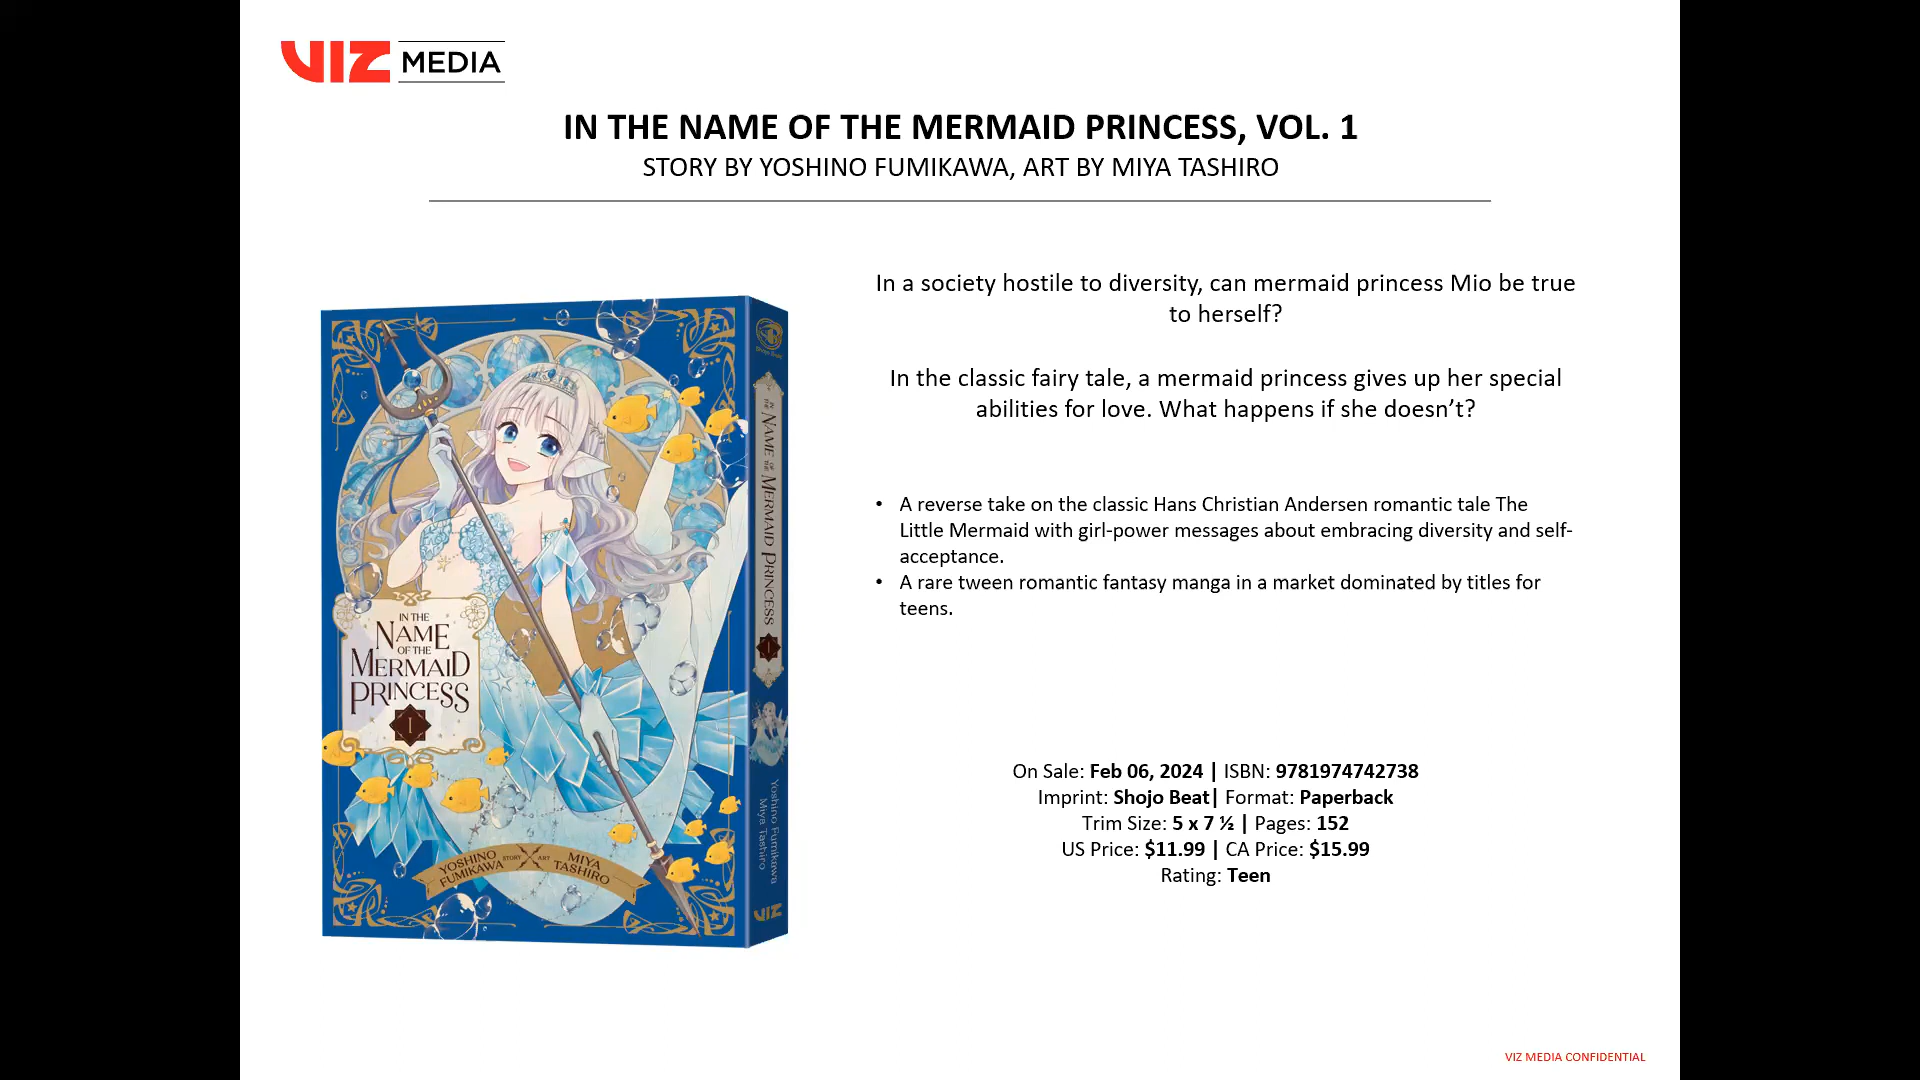 VIZ MEDIA
IN THE NAME OF THE MERMAID PRINCESS, VOL. 1
STORY BY YOSHINO FUMIKAWA, ART BY MIYA TASHIRO
In a society hostile to diversity, can mermaid princess Mio be true
to herself?
In the classic fairy tale, a mermaid princess gives up her special
abilities for love. What happens if she doesn’t?
• A reverse take on the classic Hans Christian Andersen romantic tale The
Little Mermaid with girl-power messages about embracing diversity and self-
acceptance.
• A rare tween romantic fantasy manga in a market dominated by titles for
teens.
On Sale: Feb 06, 2024 | ISBN: 9781974742738
Imprint: Shojo Beat| Format: Paperback
Trim Size: 5 x 7 ½ | Pages: 152
US Price: $11.99 | CA Price: $15.99
Rating: Teen
IN THE
NAME
OF THE
MERMAID
PRINCESS
I
YOSHINO
FUMIKAWA
STORY
ART
MIYA
TASHIRO
Shojo Beat
IN THE NAME OF THE MERMAID PRINCESS
I
Yoshino Fumikawa
Miya Tashiro
VIZ
VIZ MEDIA CONFIDENTIAL